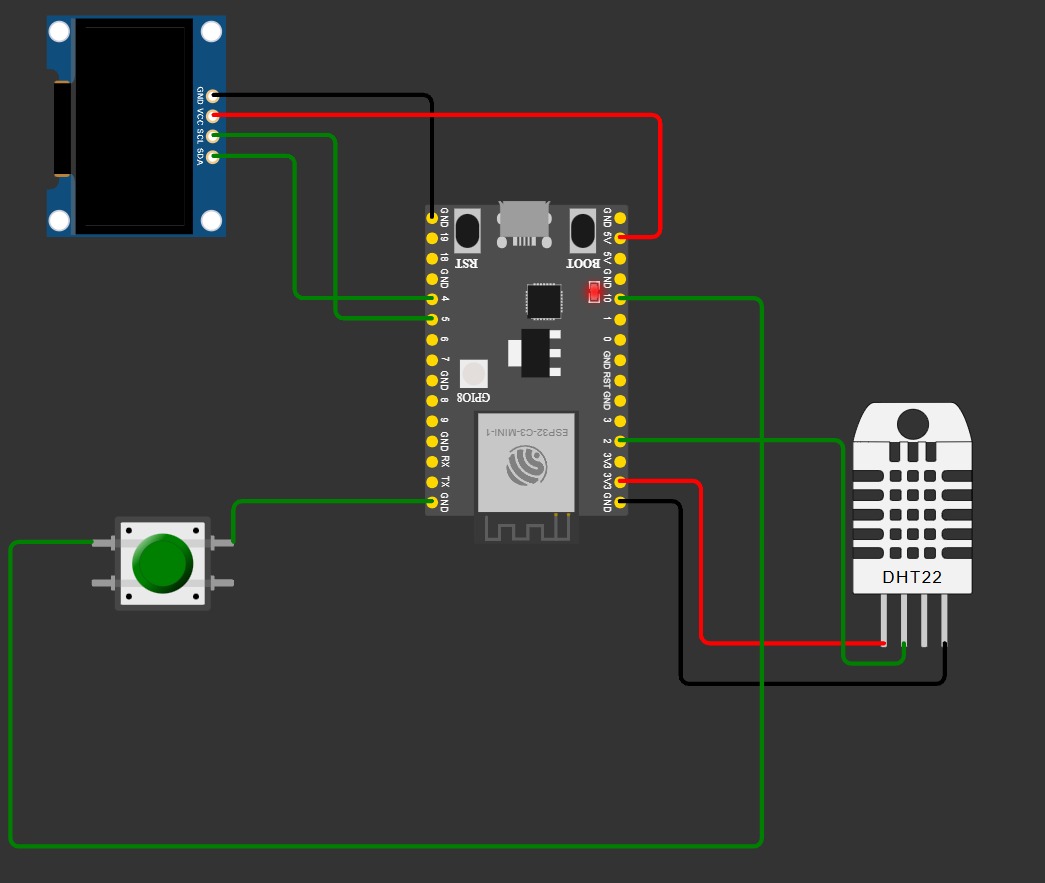 GND VCC SCL SDA
GND
19
18
GND
4
5
6
7
GND
8
9
GND
RX
TX
GND
RST
BOOT
GPIO8
ESP32-C3-MINI-1
GND
5V
5V
GND
10
1
0
GND
RST
GND
3
2
3V3
3V3
GND
DHT22